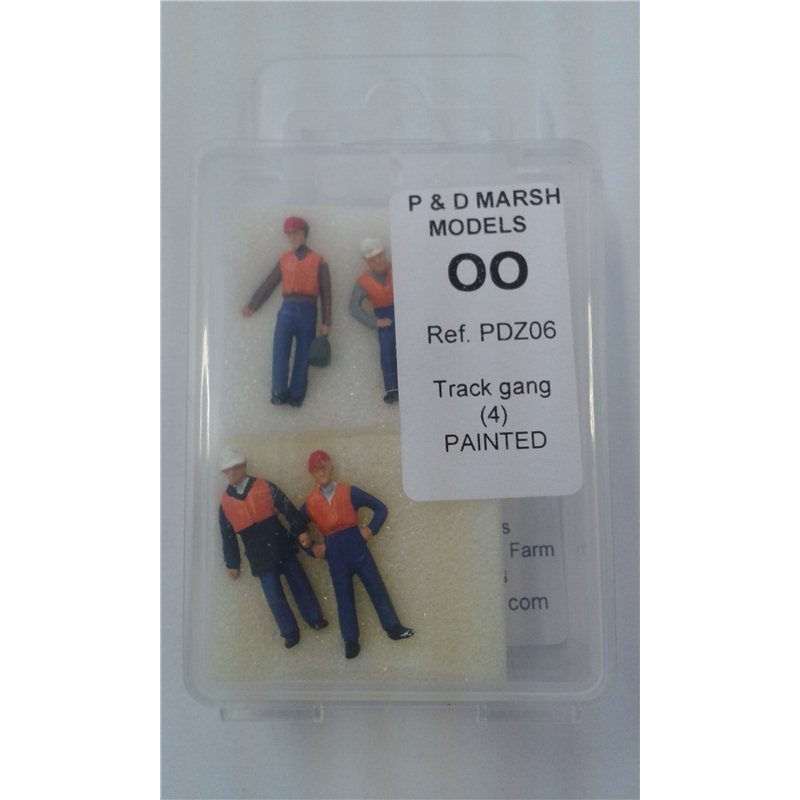 P & D MARSH
MODELS
OO
Ref. PDZ06
Track gang
(4)
PAINTED
Farm
com